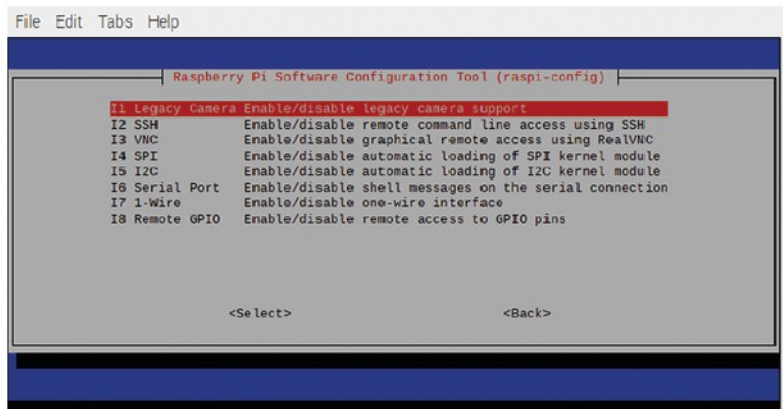 File Edit Tabs Help
Raspberry Pi Software Configuration Tool (raspi-config)
I1 Legacy Camera Enable/disable legacy camera support
I2 SSH Enable/disable remote command line access using SSH
I3 VNC Enable/disable graphical remote access using RealVNC
I4 SPI Enable/disable automatic loading of SPI kernel module
I5 I2C Enable/disable automatic loading of I2C kernel module
I6 Serial Port Enable/disable shell messages on the serial connection
I7 1-Wire Enable/disable one-wire interface
I8 Remote GPIO Enable/disable remote access to GPIO pins
<Select> <Back>